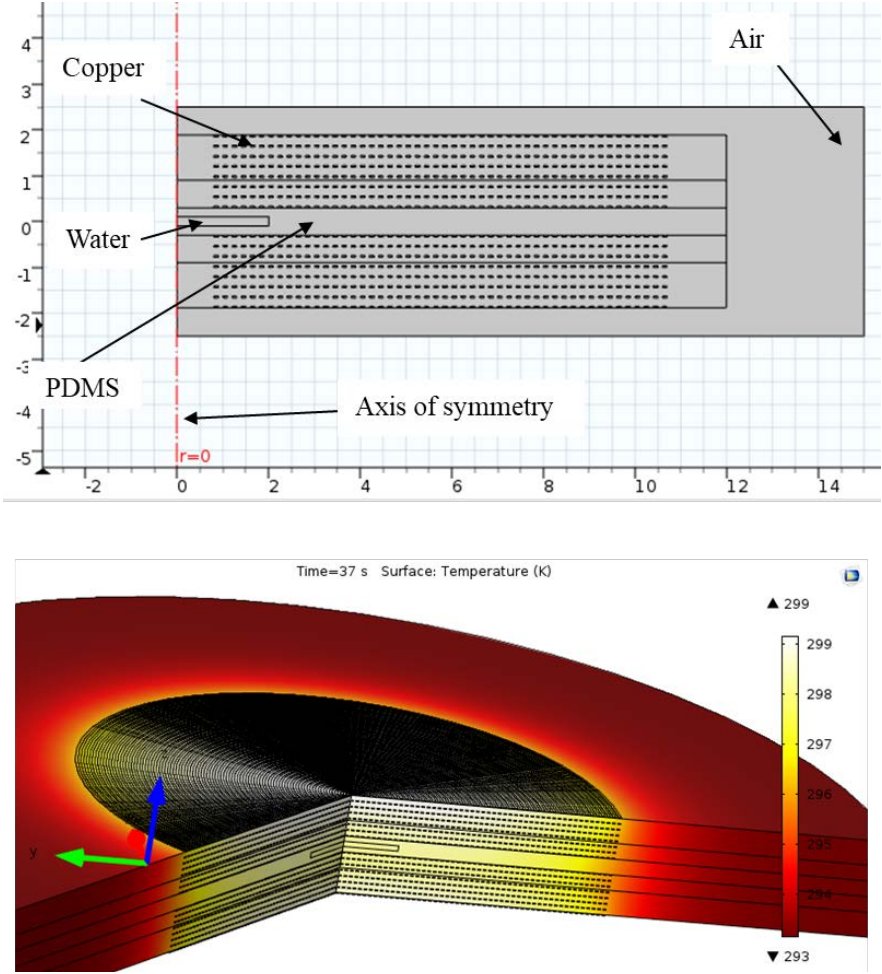 4
Copper
Air
3
2
1
0
Water
-1
-2
-3
PDMS
-4
Axis of symmetry
-5
r=0
-2 0 2 4 6 8 10 12 14
Time=37 s Surface: Temperature (K)
▲ 299
299
298
297
296
295
294
y
▼ 293